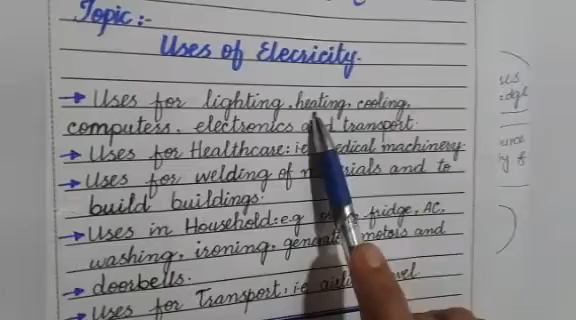 Topic:-
Uses of Elecricity.
→ Uses for lighting, heating, cooling,
computers, electronics and transport.
→ Uses for Healthcare: i.e medical machinery
→ Uses for welding of materials and to
build buildings.
→ Uses in Household: e.g fridge, AC,
washing, ironing, generate motors and
→ doorbells.
→ Uses for Transport, i.e